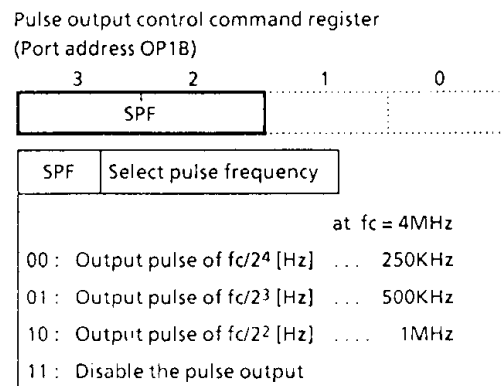 Pulse output control command register
(Port address OP1B)
3 2 1 0
SPF
SPF Select pulse frequency
at fc = 4MHz
00 : Output pulse of fc/2⁴ [Hz] ... 250KHz
01 : Output pulse of fc/2³ [Hz] ... 500KHz
10 : Output pulse of fc/2² [Hz] .... 1MHz
11 : Disable the pulse output